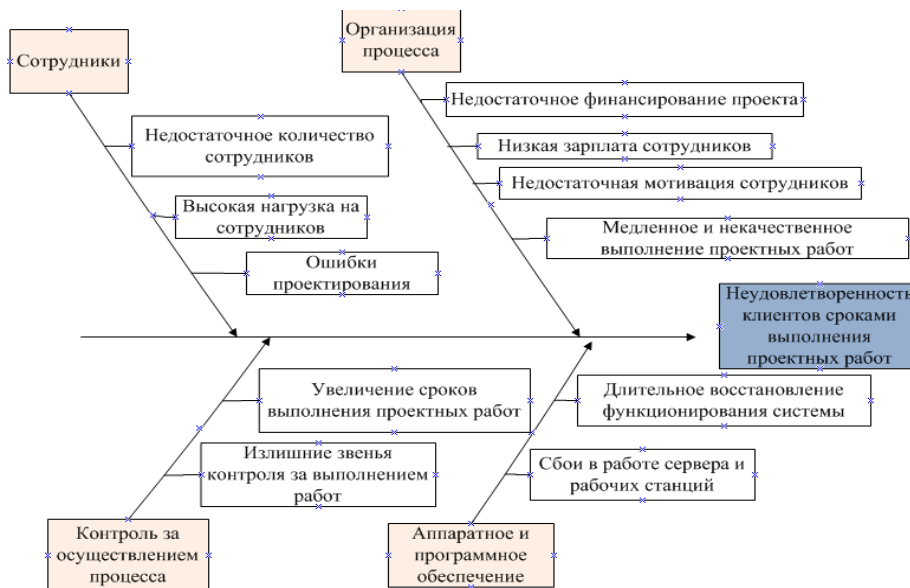 Сотрудники
Организация
процесса
Недостаточное количество
сотрудников
Высокая нагрузка на
сотрудников
Ошибки
проектирования
Недостаточное финансирование проекта
Низкая зарплата сотрудников
Недостаточная мотивация сотрудников
Медленное и некачественное
выполнение проектных работ
Неудовлетворенность
клиентов сроками
выполнения
проектных работ
Увеличение сроков
выполнения проектных работ
Излишние звенья
контроля за выполнением
работ
Контроль за
осуществлением
процесса
Длительное восстановление
функционирования системы
Сбои в работе сервера и
рабочих станций
Аппаратное и
программное
обеспечение